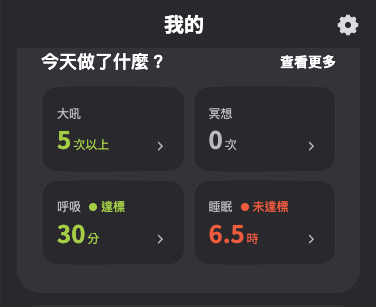 我的
今天做了什麼？ 查看更多
大吼 冥想
5次以上 0次
呼吸 達標 睡眠 未達標
30分 6.5時